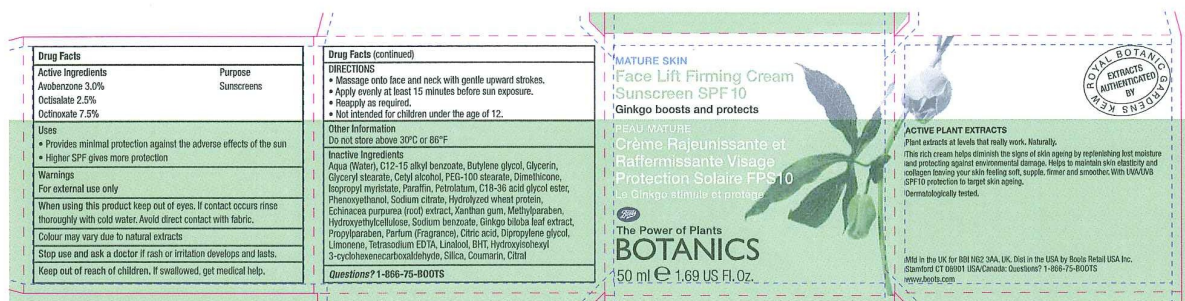 Drug Facts
Active Ingredients Purpose
Avobenzone 3.0% Sunscreens
Octisalate 2.5%
Octinoxate 7.5%
Uses
• Provides minimal protection against the adverse effects of the sun
• Higher SPF gives more protection
Warnings
For external use only
When using this product keep out of eyes. If contact occurs rinse
thoroughly with cold water. Avoid direct contact with fabric.
Colour may vary due to natural extracts
Stop use and ask a doctor if rash or irritation develops and lasts.
Keep out of reach of children. If swallowed, get medical help.
Drug Facts (continued)
DIRECTIONS
• Massage onto face and neck with gentle upward strokes.
• Apply evenly at least 15 minutes before sun exposure.
• Reapply as required.
• Not intended for children under the age of 12.
Other Information
Do not store above 30ºC or 86°F
Inactive Ingredients
Aqua (Water), C12-15 alkyl benzoate, Butylene glycol, Glycerin,
Glyceryl stearate, Cetyl alcohol, PEG-100 stearate, Dimethicone,
Isopropyl myristate, Paraffin, Petrolatum, C18-36 acid glycol ester,
Phenoxyethanol, Sodium citrate, Hydrolyzed wheat protein,
Echinacea purpurea (root) extract, Xanthan gum, Methylparaben,
Hydroxyethylcellulose, Sodium benzoate, Ginkgo biloba leaf extract,
Propylparaben, Parfum (Fragrance), Citric acid, Dipropylene glycol,
Limonene, Tetrasodium EDTA, Linalool, BHT, Hydroxyisohexyl
3-cyclohexenecarboxaldehyde, Silica, Coumarin, Citral
Questions? 1-866-75-BOOTS
MATURE SKIN
Face Lift Firming Cream
Sunscreen SPF10
Ginkgo boosts and protects
PEAU MATURE
Crème Rajeunissante et
Raffermissante Visage
Protection Solaire FPS10
Le Ginkgo stimule et protège
Boots
The Power of Plants
BOTANICS
50 ml e 1.69 US Fl. Oz.
ROYAL BOTANIC GARDENS KEW
EXTRACTS
AUTHENTICATED
BY
ACTIVE PLANT EXTRACTS
Plant extracts at levels that really work. Naturally.
This rich cream helps diminish the signs of skin ageing by replenishing lost moisture
and protecting against environmental damage. Helps to maintain skin elasticity and
collagen leaving your skin feeling soft, supple, firmer and smoother. With UVA/UVB
SPF10 protection to target skin ageing.
Dermatologically tested.
Mfd in the UK for BBI NG2 3AA, UK. Dist in the USA by Boots Retail USA Inc.
Stamford CT 06901 USA/Canada: Questions? 1-866-75-BOOTS
www.boots.com